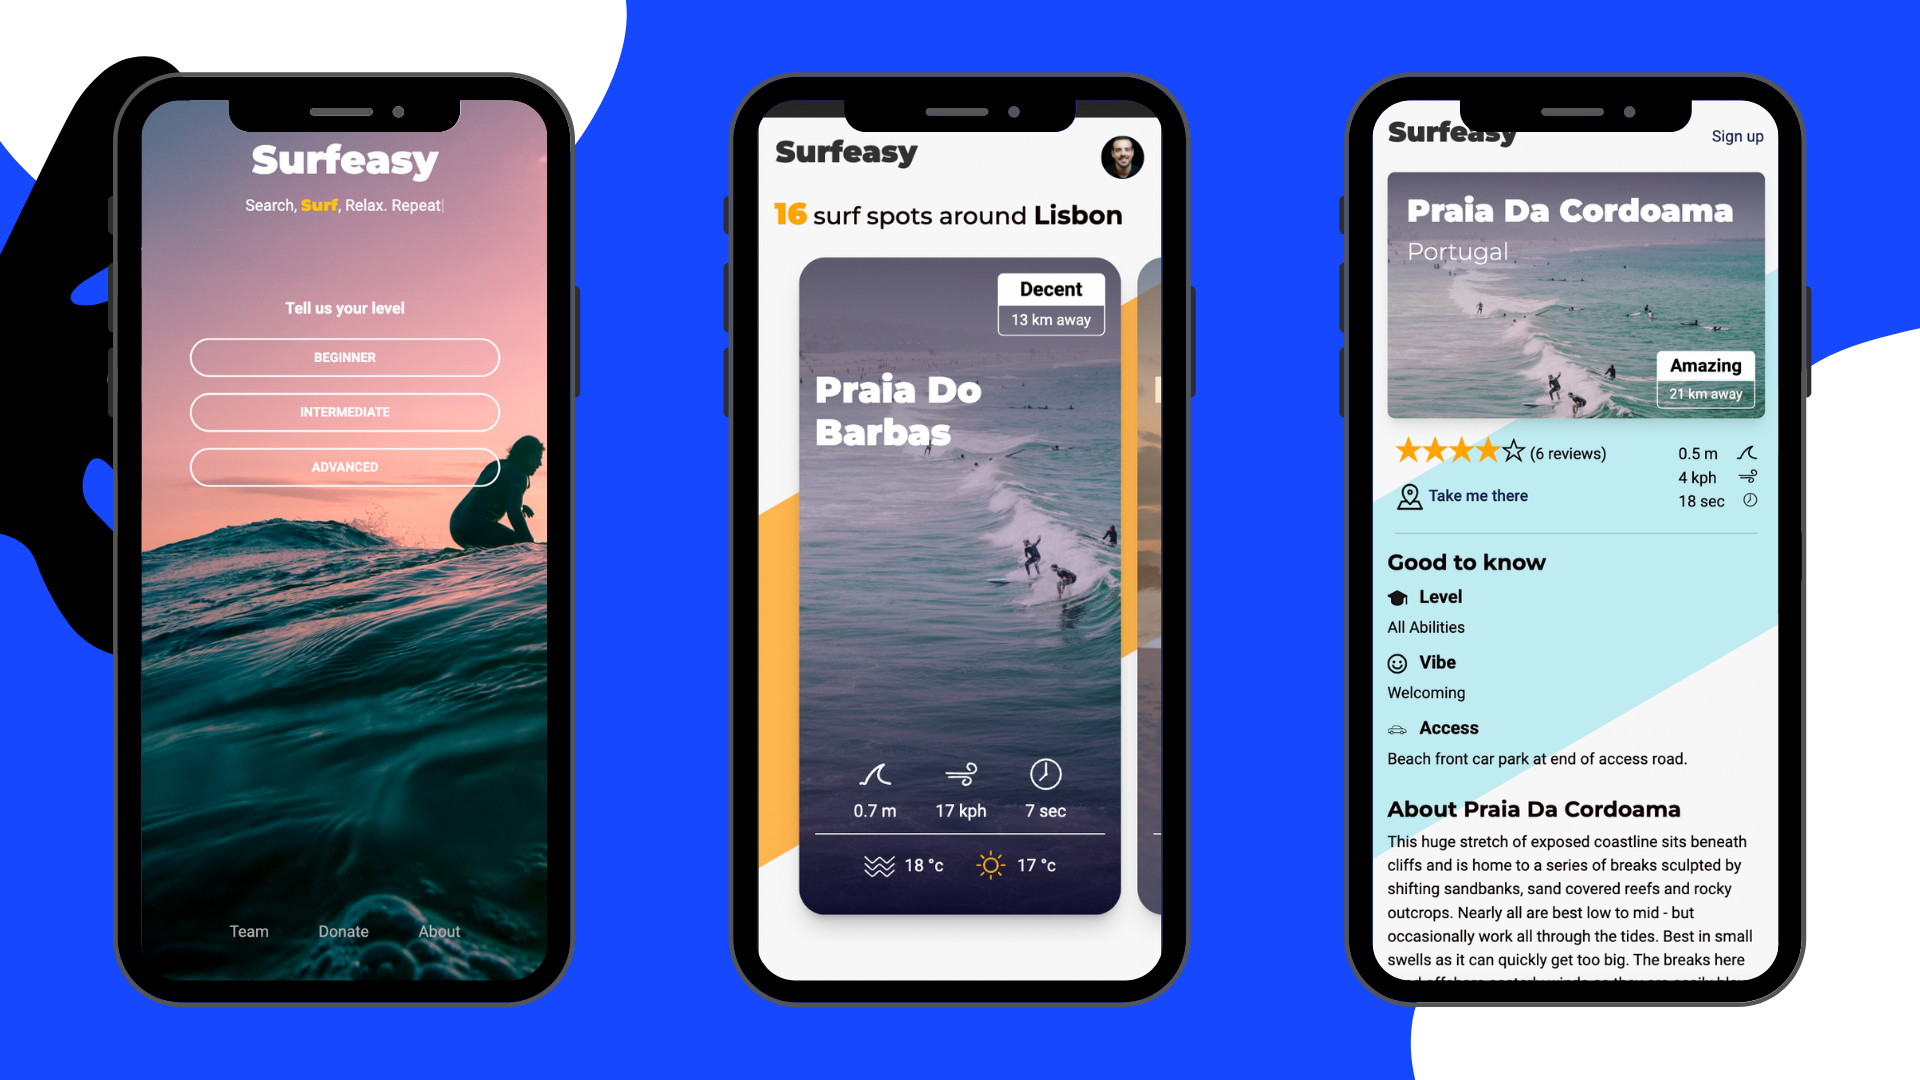 Surfeasy
Search, Surf, Relax. Repeat
Tell us your level
BEGINNER
INTERMEDIATE
ADVANCED
Team
Donate
About
Surfeasy
16 surf spots around Lisbon
Decent
13 km away
Praia Do
Barbas
0.7 m
17 kph
7 sec
18 °c
17 °c
Surfeasy
Sign up
Praia Da Cordoama
Portugal
Amazing
21 km away
(6 reviews)
0.5 m
4 kph
18 sec
Take me there
Good to know
Level
All Abilities
Vibe
Welcoming
Access
Beach front car park at end of access road.
About Praia Da Cordoama
This huge stretch of exposed coastline sits beneath
cliffs and is home to a series of breaks sculpted by
shifting sandbanks, sand covered reefs and rocky
outcrops. Nearly all are best low to mid - but
occasionally work all through the tides. Best in small
swells as it can quickly get too big. The breaks here